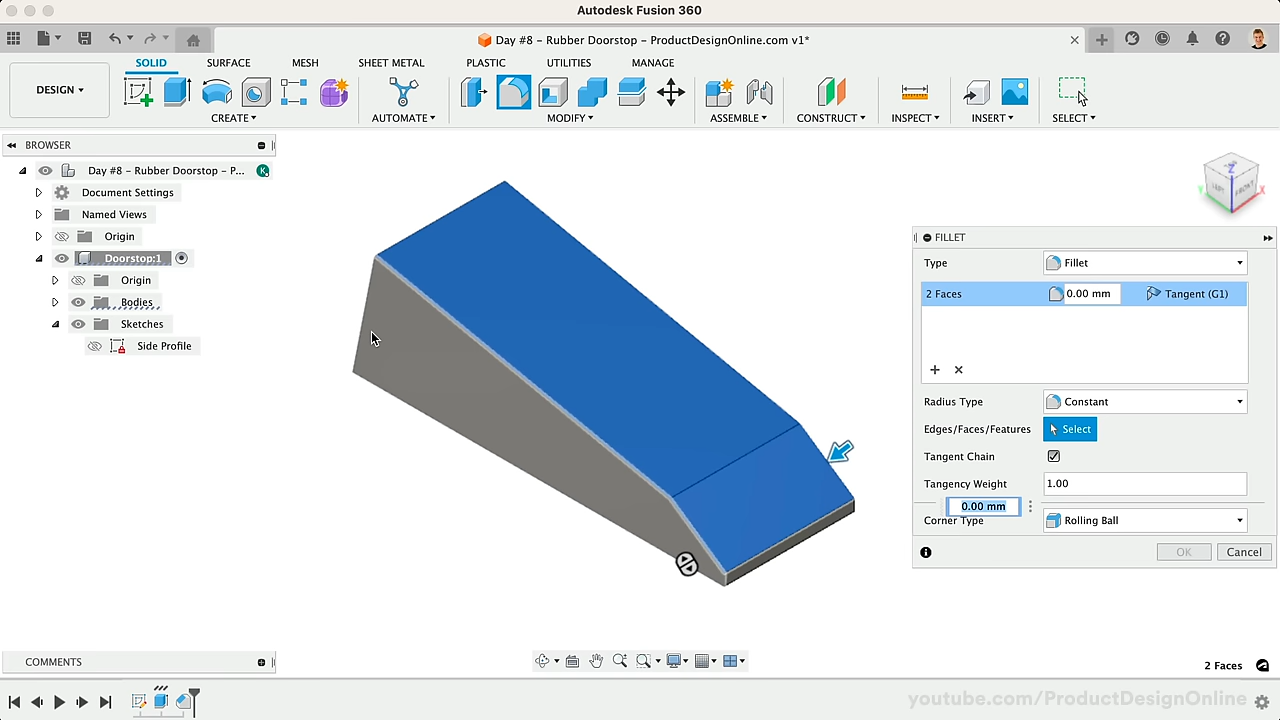 Autodesk Fusion 360
Day #8 – Rubber Doorstop – ProductDesignOnline.com v1*
SOLID SURFACE MESH SHEET METAL PLASTIC UTILITIES MANAGE
DESIGN
CREATE AUTOMATE MODIFY ASSEMBLE CONSTRUCT INSPECT INSERT SELECT
BROWSER
Day #8 – Rubber Doorstop – P...
Document Settings
Named Views
Origin
Doorstop:1
Origin
Bodies
Sketches
Side Profile
LEFT FRONT
Z
Y X
FILLET
Type Fillet
2 Faces 0.00 mm Tangent (G1)
Radius Type Constant
Edges/Faces/Features Select
Tangent Chain
Tangency Weight 1.00
0.00 mm
Corner Type Rolling Ball
OK Cancel
COMMENTS
2 Faces
youtube.com/ProductDesignOnline